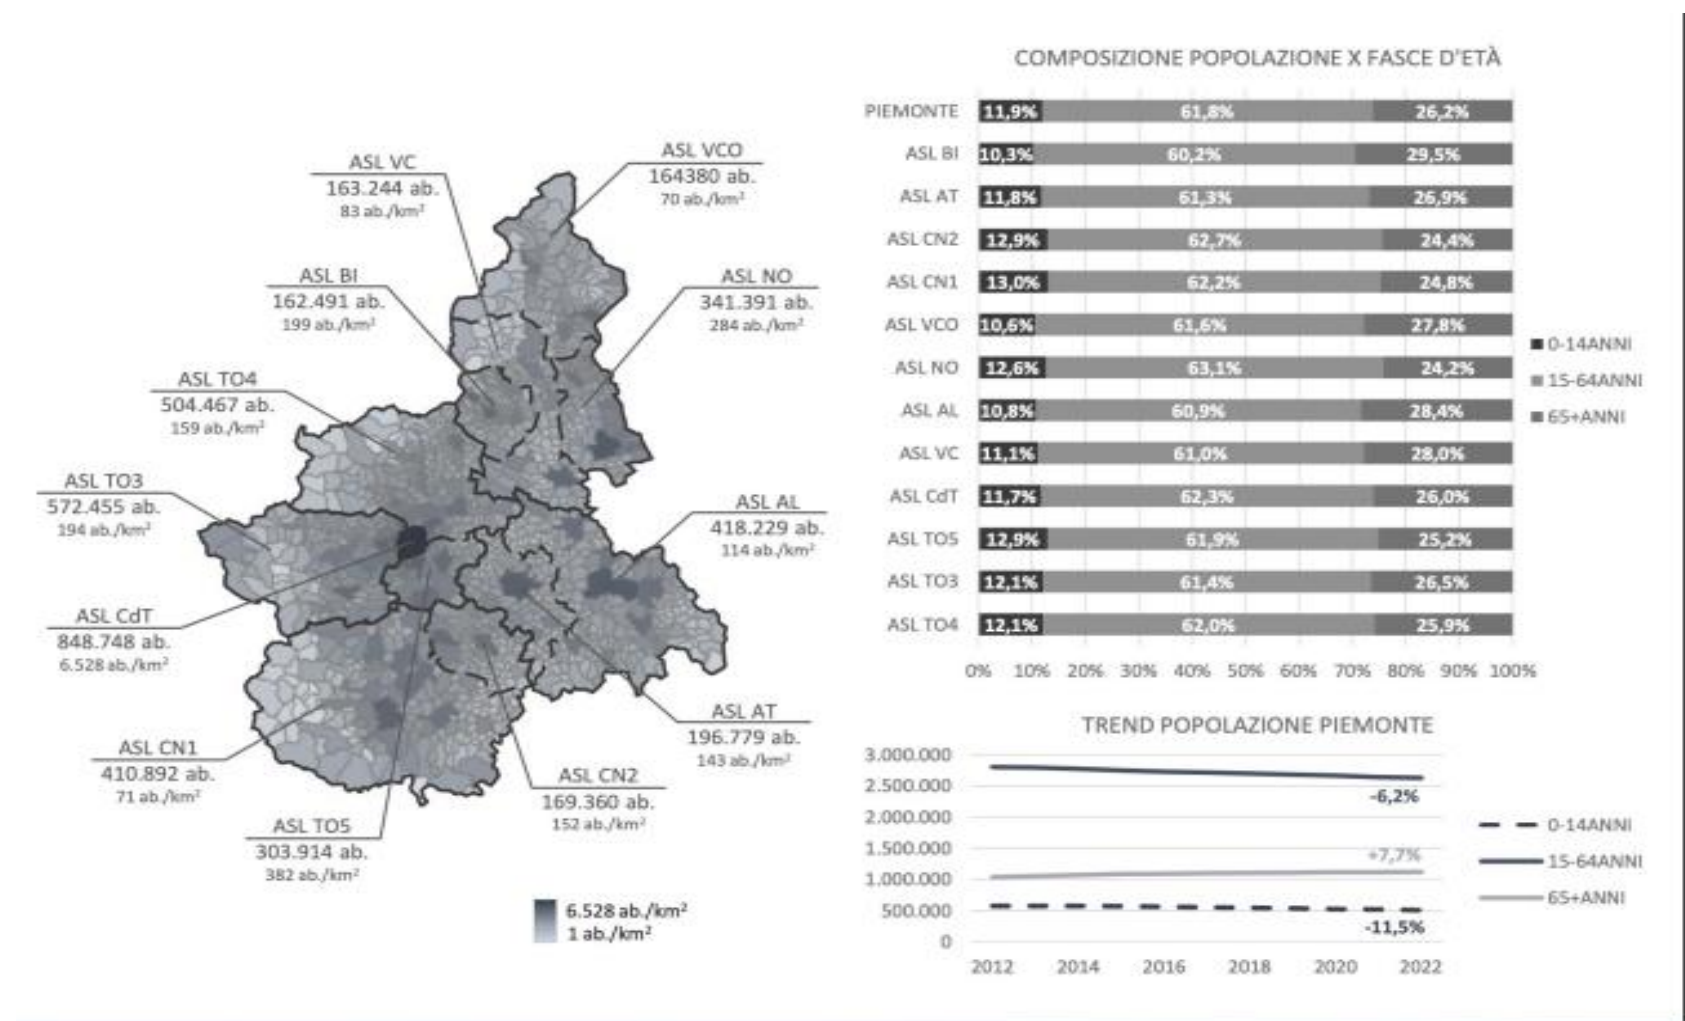 ASL VC
163.244 ab.
83 ab./km²
ASL VCO
164380 ab.
70 ab./km²
ASL BI
162.491 ab.
199 ab./km²
ASL NO
341.391 ab.
284 ab./km²
ASL TO4
504.467 ab.
159 ab./km²
ASL TO3
572.455 ab.
194 ab./km²
ASL AL
418.229 ab.
114 ab./km²
ASL CdT
848.748 ab.
6.528 ab./km²
ASL AT
196.779 ab.
143 ab./km²
ASL CN1
410.892 ab.
71 ab./km²
ASL CN2
169.360 ab.
152 ab./km²
ASL TO5
303.914 ab.
382 ab./km²
6.528 ab./km²
1 ab./km²
COMPOSIZIONE POPOLAZIONE X FASCE D'ETÀ
PIEMONTE 11,9% 61,8% 26,2%
ASL BI 10,3% 60,2% 29,5%
ASL AT 11,8% 61,3% 26,9%
ASL CN2 12,9% 62,7% 24,4%
ASL CN1 13,0% 62,2% 24,8%
ASL VCO 10,6% 61,6% 27,8%
ASL NO 12,6% 63,1% 24,2%
ASL AL 10,8% 60,9% 28,4%
ASL VC 11,1% 61,0% 28,0%
ASL CdT 11,7% 62,3% 26,0%
ASL TO5 12,9% 61,9% 25,2%
ASL TO3 12,1% 61,4% 26,5%
ASL TO4 12,1% 62,0% 25,9%
0% 10% 20% 30% 40% 50% 60% 70% 80% 90% 100%
0-14ANNI
15-64ANNI
65+ANNI
TREND POPOLAZIONE PIEMONTE
3.000.000
2.500.000
2.000.000
1.500.000
1.000.000
500.000
0
-6,2%
+7,7%
-11,5%
2012 2014 2016 2018 2020 2022
0-14ANNI
15-64ANNI
65+ANNI